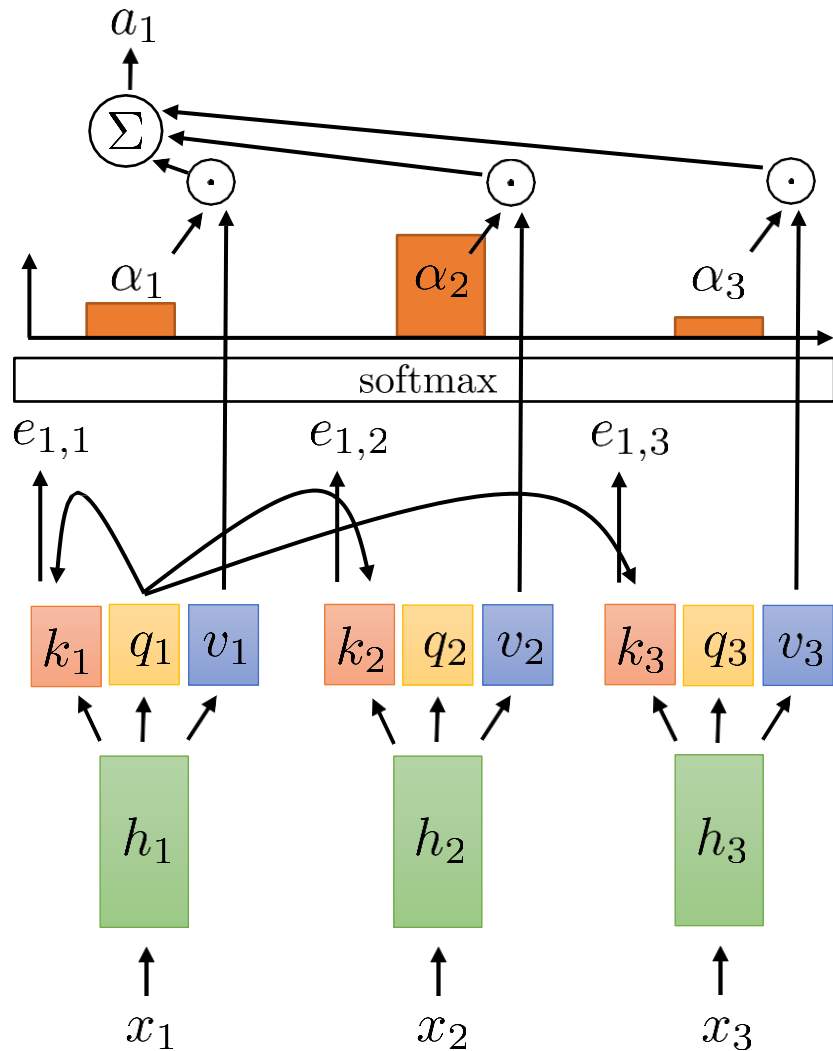 a₁
Σ
· · ·
α₁ α₂ α₃
softmax
e₁,₁ e₁,₂ e₁,₃
k₁ q₁ v₁ k₂ q₂ v₂ k₃ q₃ v₃
h₁ h₂ h₃
x₁ x₂ x₃